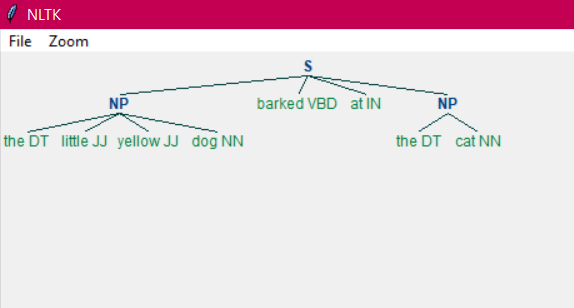 NLTK
File Zoom
S
NP barked VBD at IN NP
the DT little JJ yellow JJ dog NN the DT cat NN